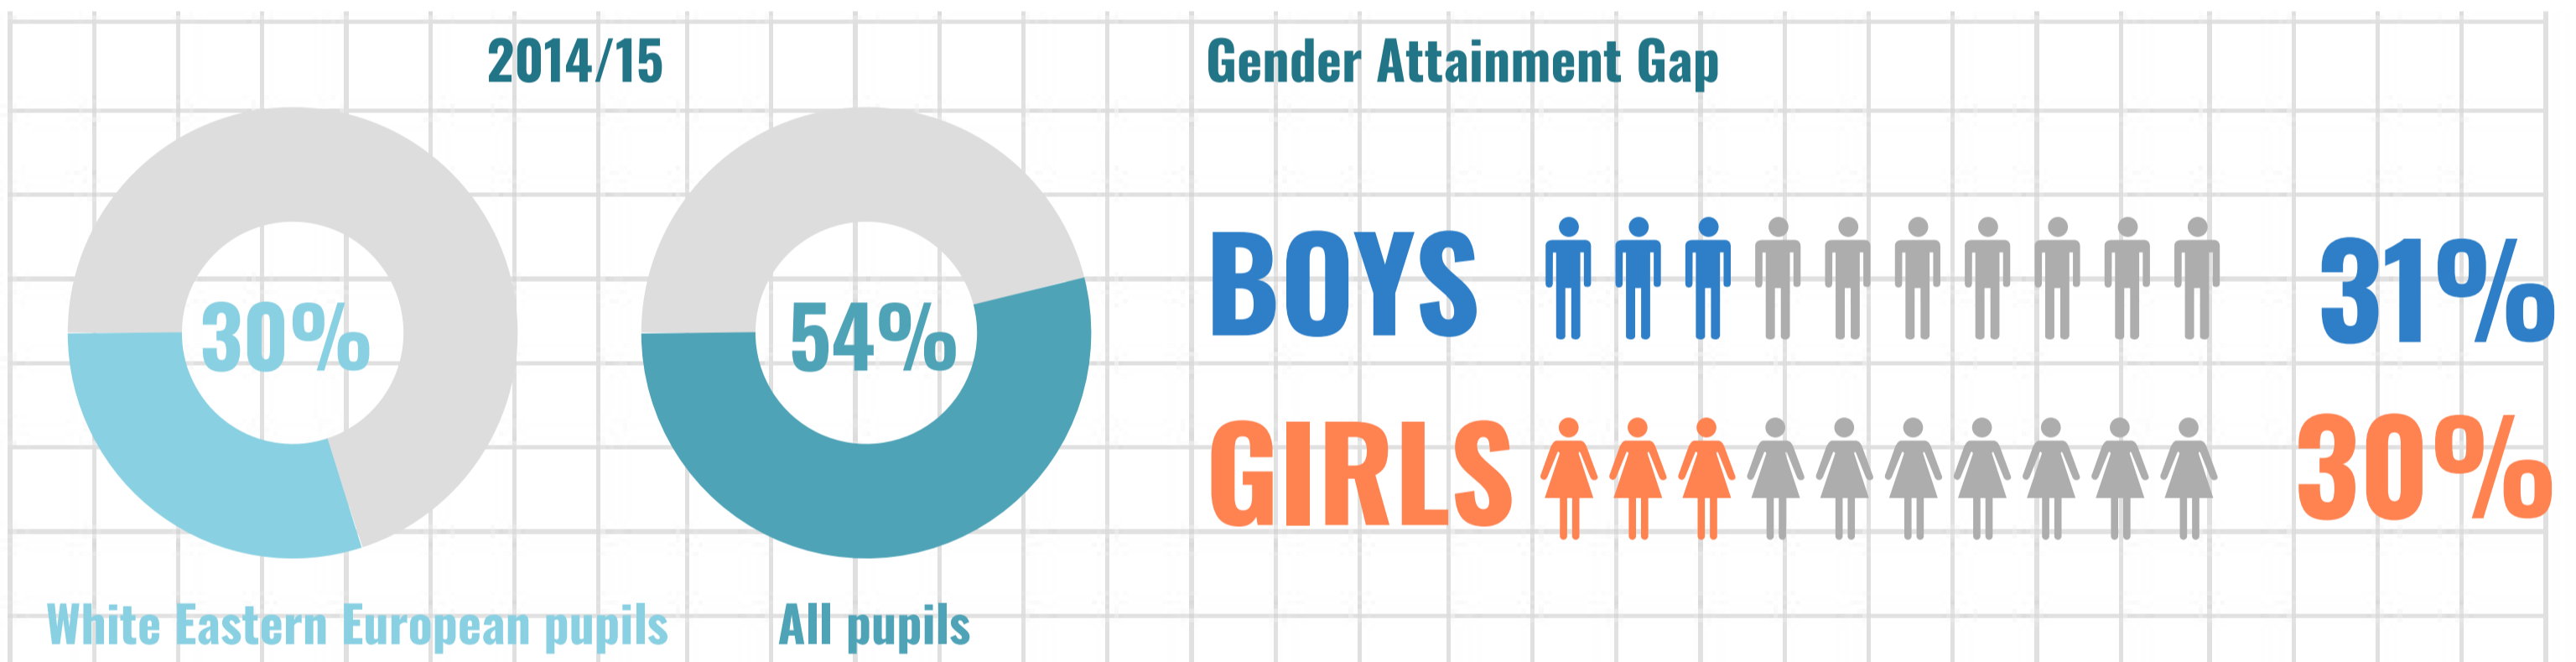 2014/15
30%
54%
White Eastern European pupils
All pupils
Gender Attainment Gap
BOYS 31%
GIRLS 30%